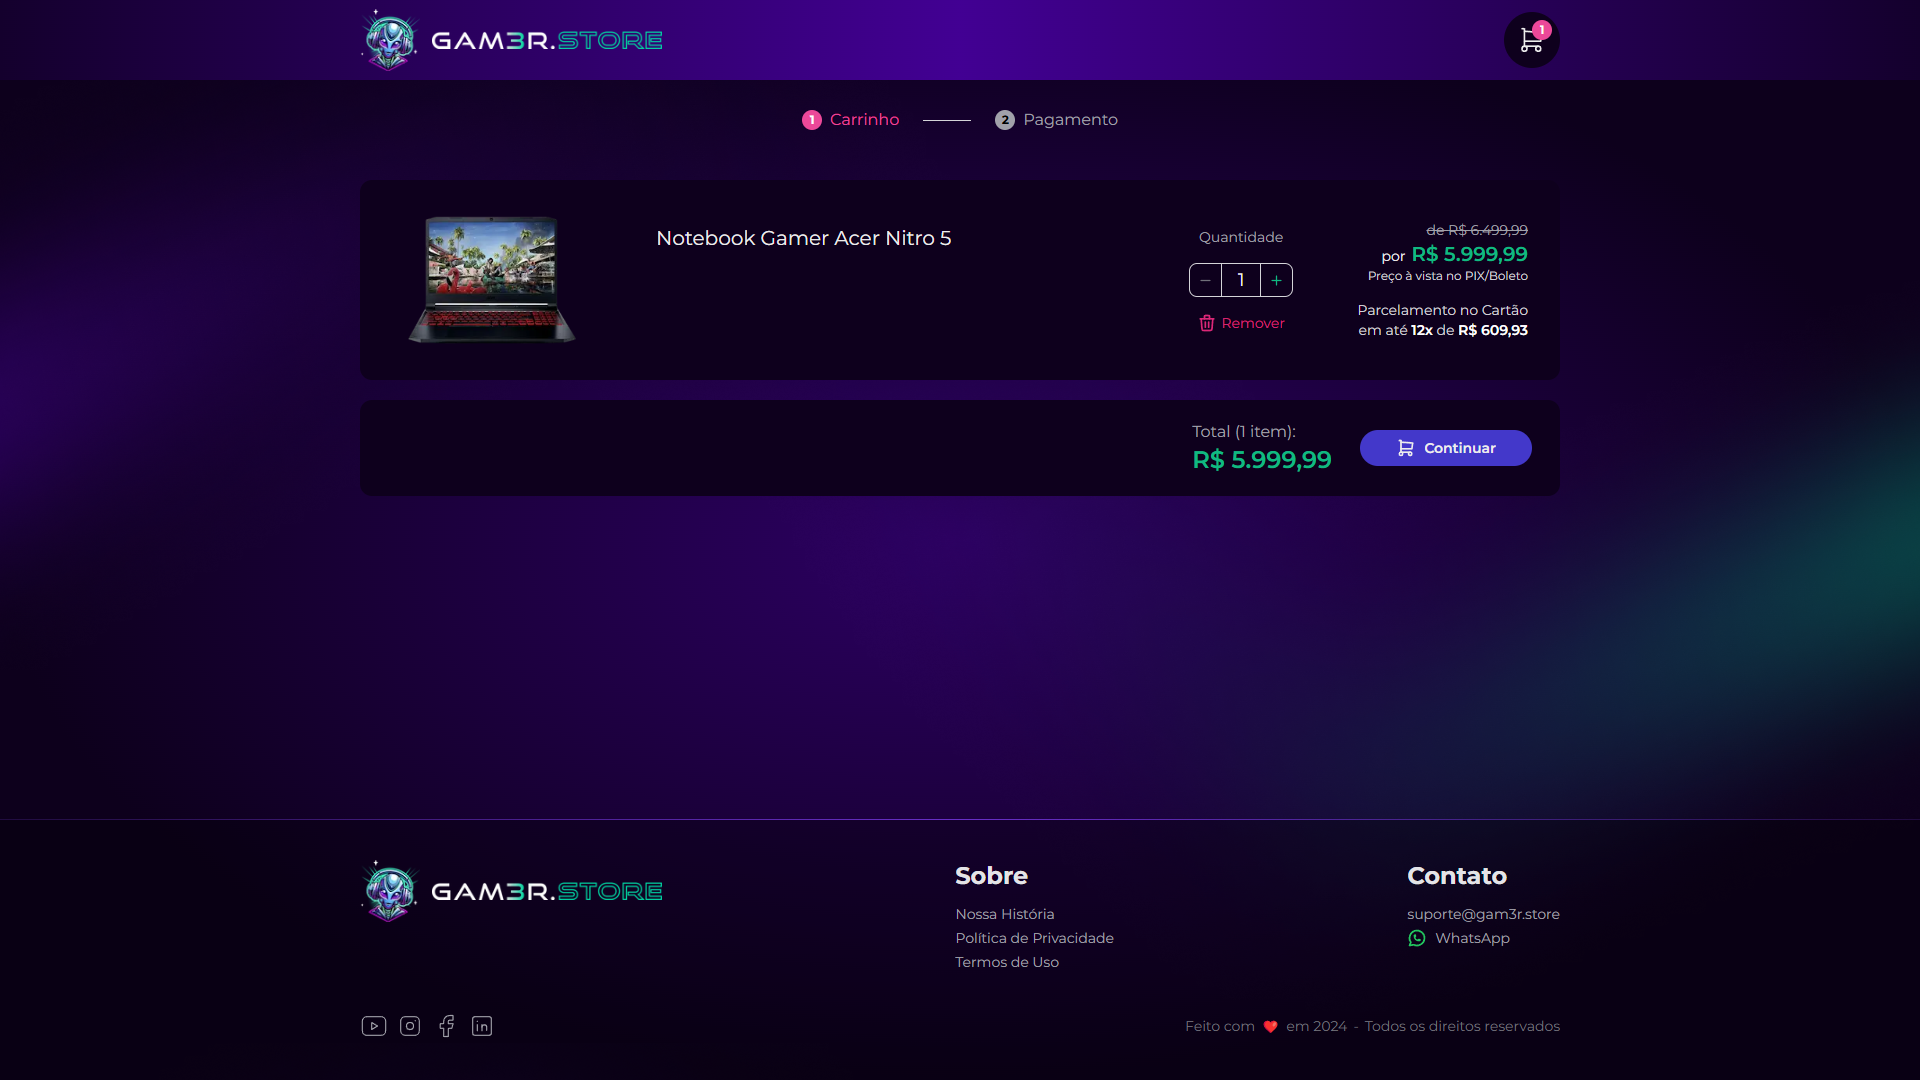 GAM3R.STORE
1
1 Carrinho
2 Pagamento
Notebook Gamer Acer Nitro 5
Quantidade
1
Remover
de R$ 6.499,99
por R$ 5.999,99
Preço à vista no PIX/Boleto
Parcelamento no Cartão
em até 12x de R$ 609,93
Total (1 item):
R$ 5.999,99
Continuar
GAM3R.STORE
Sobre
Nossa História
Política de Privacidade
Termos de Uso
Contato
suporte@gam3r.store
WhatsApp
Feito com ❤️ em 2024 - Todos os direitos reservados